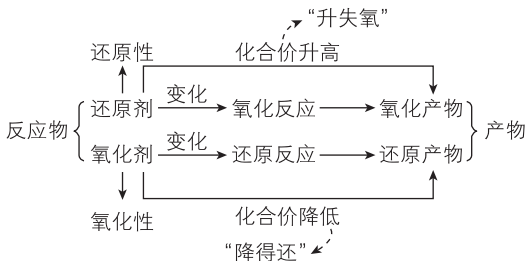 “升失氧”
还原性
化合价升高
还原剂 变化 氧化反应 氧化产物
反应物 产物
氧化剂 变化 还原反应 还原产物
氧化性
化合价降低
“降得还”